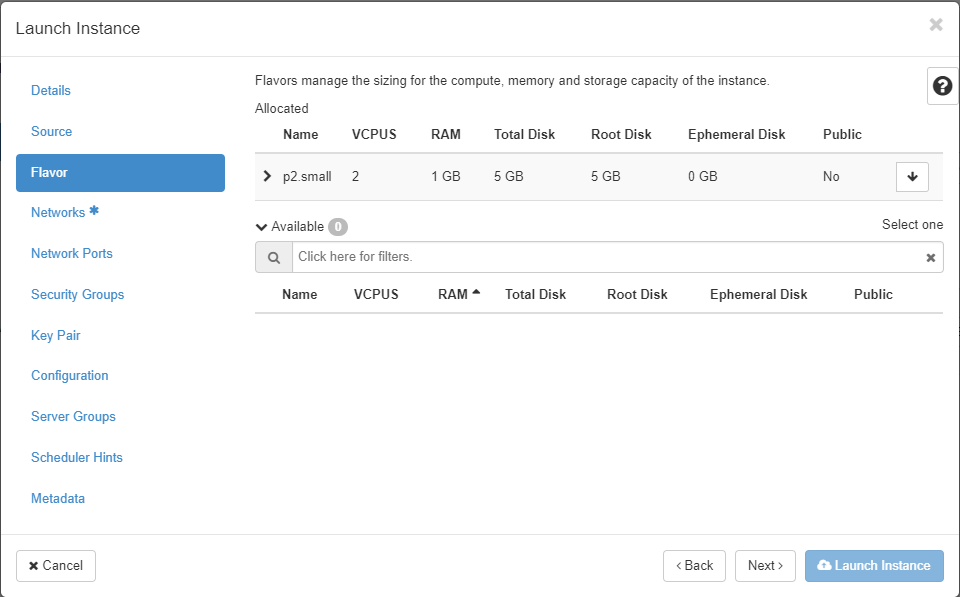 Launch Instance
Details
Source
Flavor
Networks *
Network Ports
Security Groups
Key Pair
Configuration
Server Groups
Scheduler Hints
Metadata
Flavors manage the sizing for the compute, memory and storage capacity of the instance.
Allocated
Name VCPUS RAM Total Disk Root Disk Ephemeral Disk Public
p2.small 2 1 GB 5 GB 5 GB 0 GB No
Available 0 Select one
Click here for filters.
Name VCPUS RAM Total Disk Root Disk Ephemeral Disk Public
× Cancel < Back Next > Launch Instance